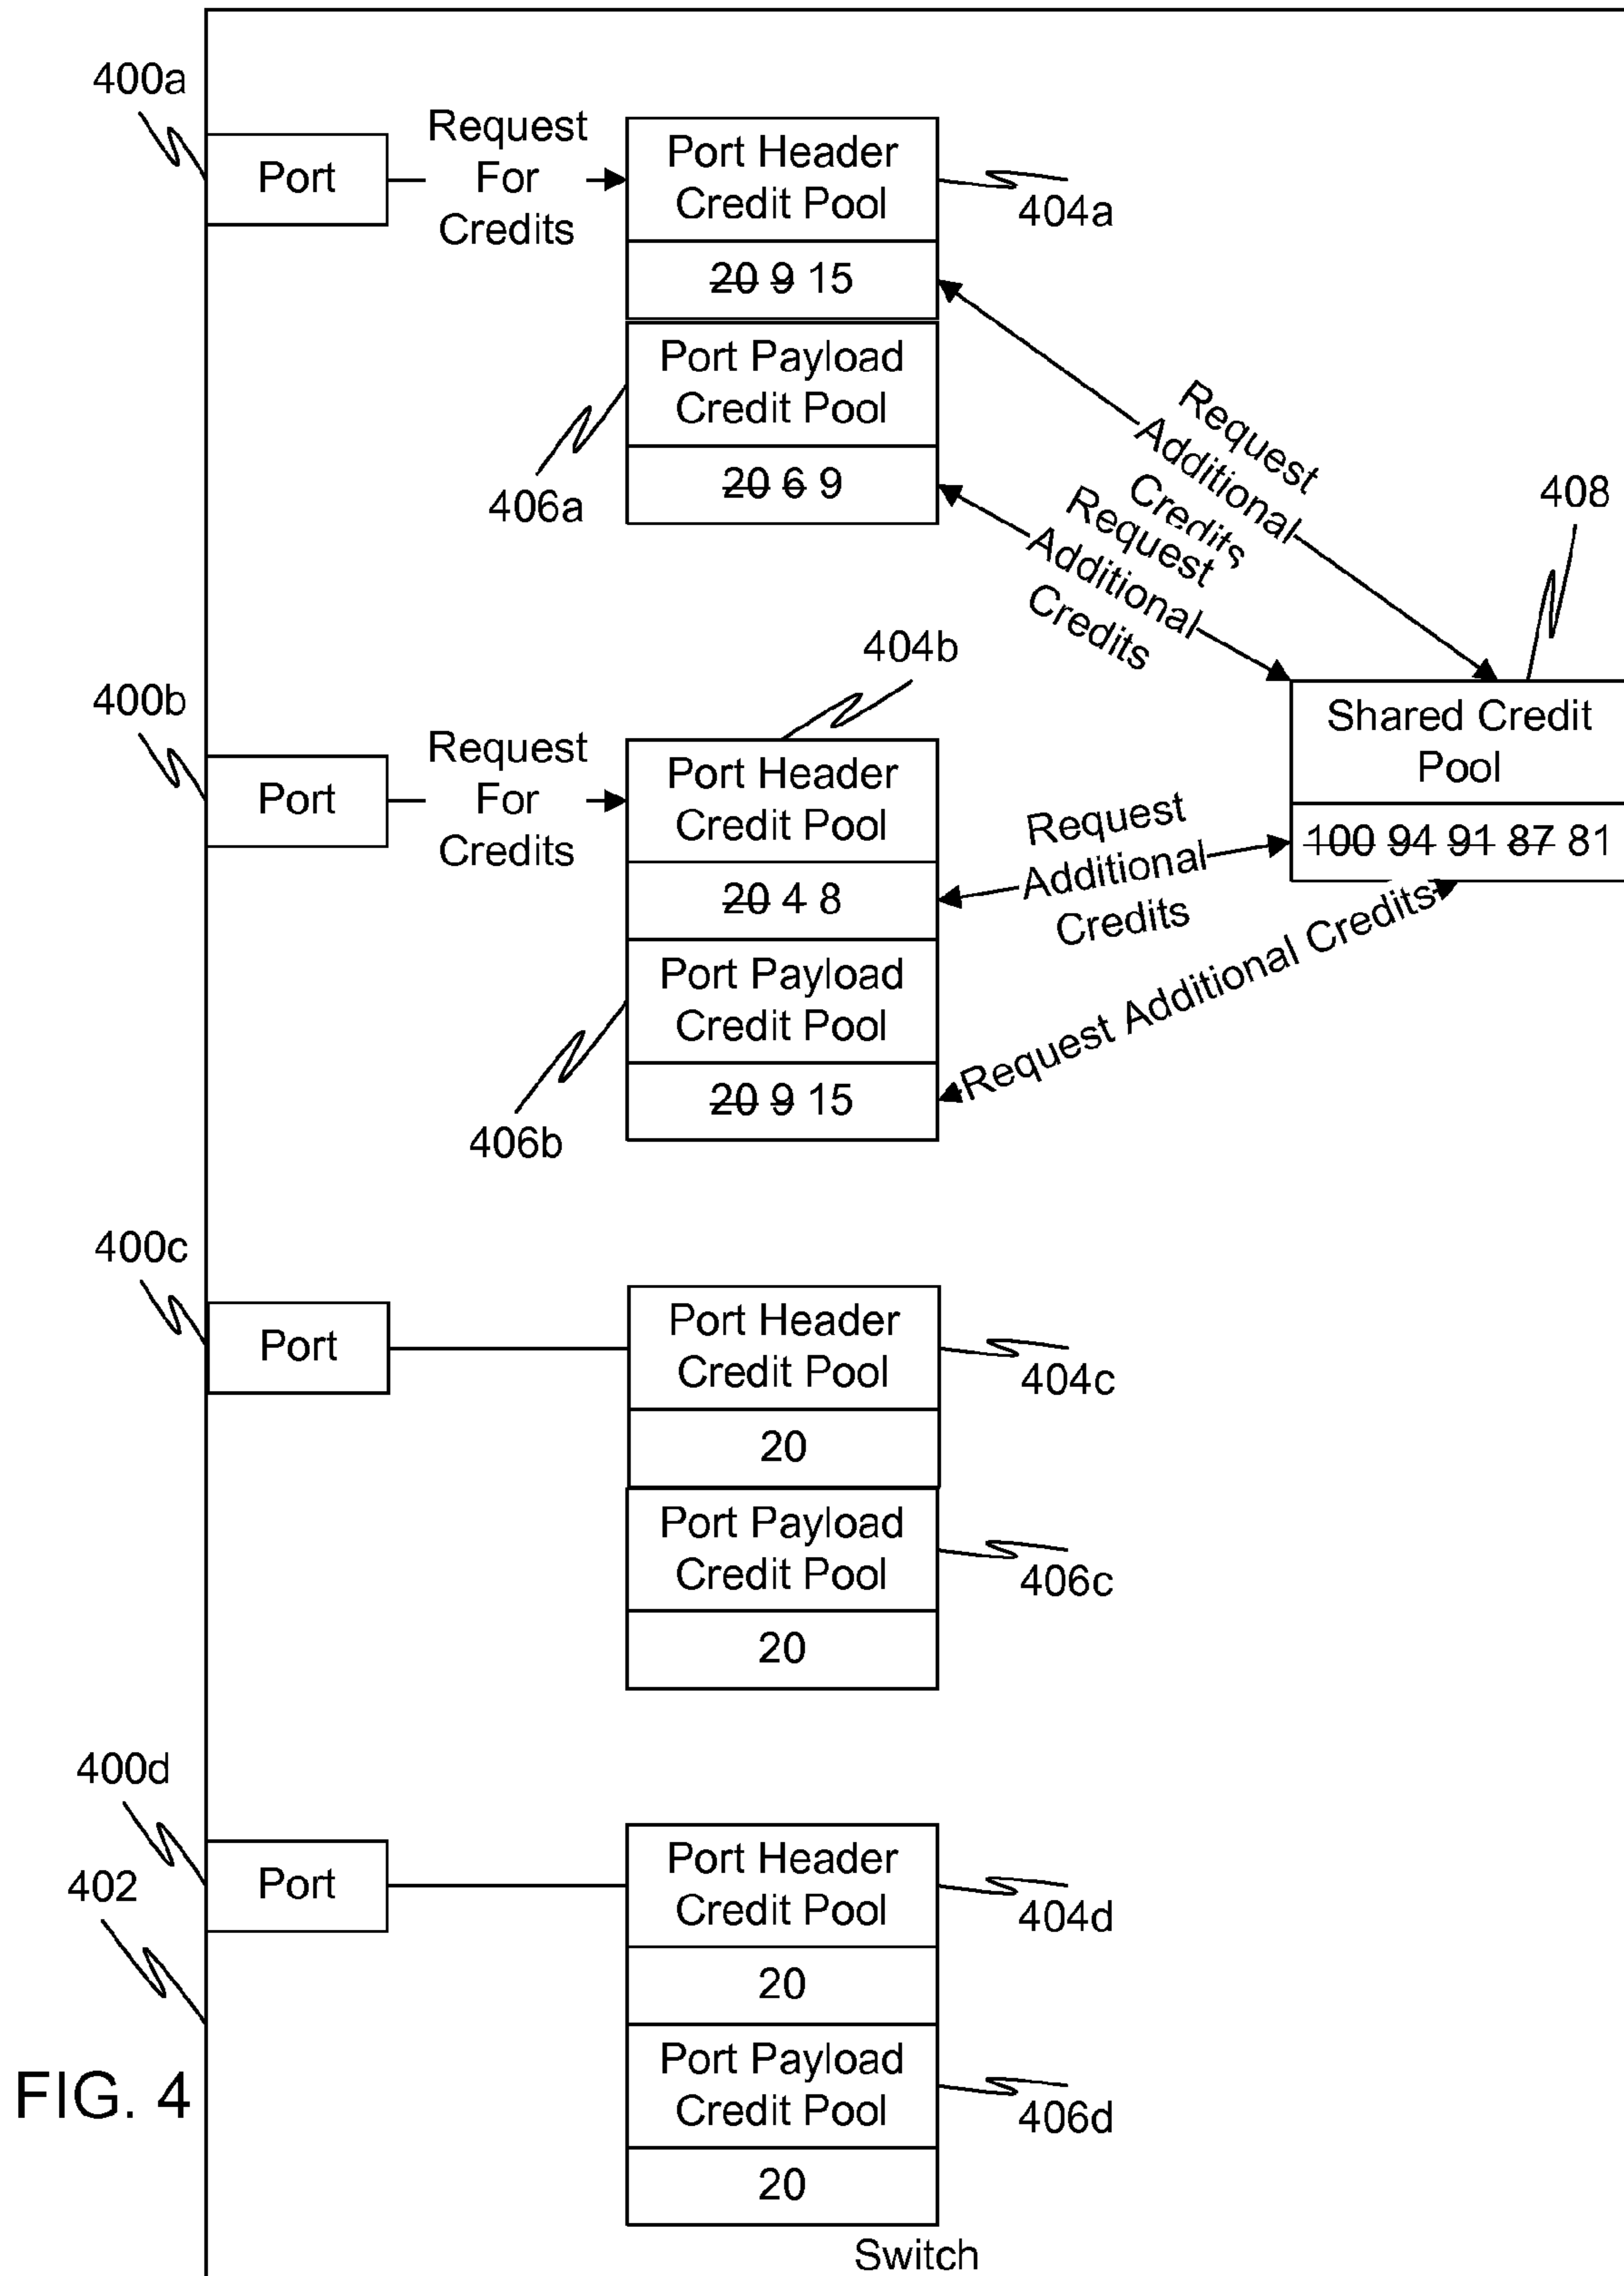 400a
Port
Request
For
Credits
Port Header
Credit Pool
404a
20 9 15
Port Payload
Credit Pool
406a
20 6 9
Request
Additional
Credits
Request
Additional
Credits
408
Shared Credit
Pool
100 94 91 87 81
400b
Port
Request
For
Credits
404b
Port Header
Credit Pool
20 4 8
Request
Additional
Credits
Port Payload
Credit Pool
406b
20 9 15
Request Additional Credits
400c
Port
Port Header
Credit Pool
404c
20
Port Payload
Credit Pool
406c
20
400d
402
Port
Port Header
Credit Pool
404d
20
Port Payload
Credit Pool
406d
20
Switch
FIG. 4